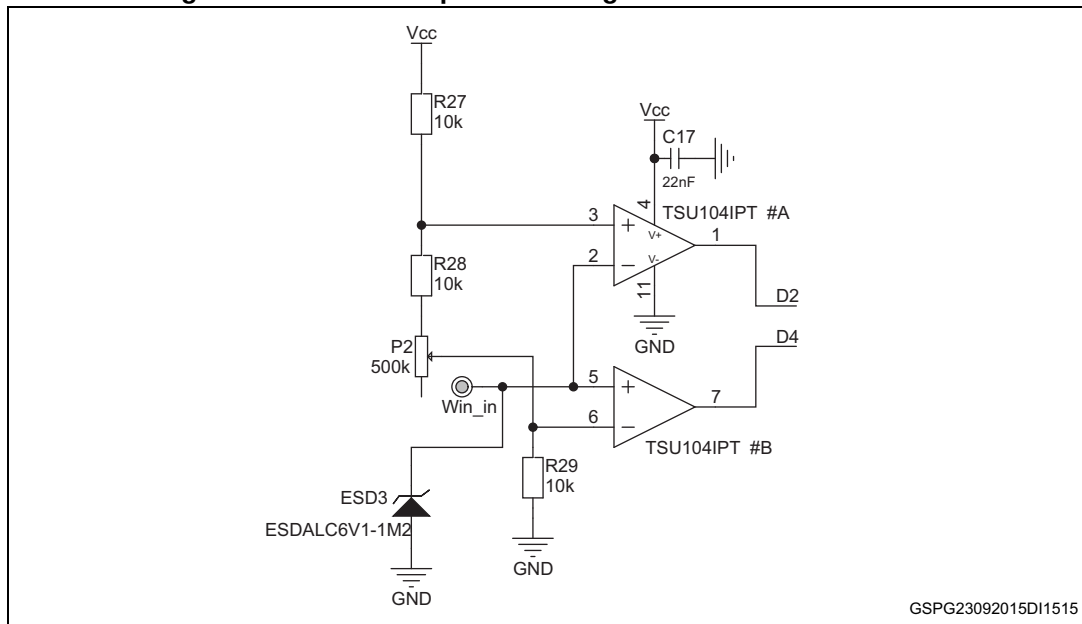 Vcc
R27
10k
Vcc
C17
22nF
4
TSU104IPT #A
3
+
V+
1
2
−
V-
R28
10k
11
D2
GND
D4
P2
500k
Win_in
5
+
7
6
−
TSU104IPT #B
R29
10k
ESD3
ESDALC6V1-1M2
GND
GND
GSPG23092015DI1515